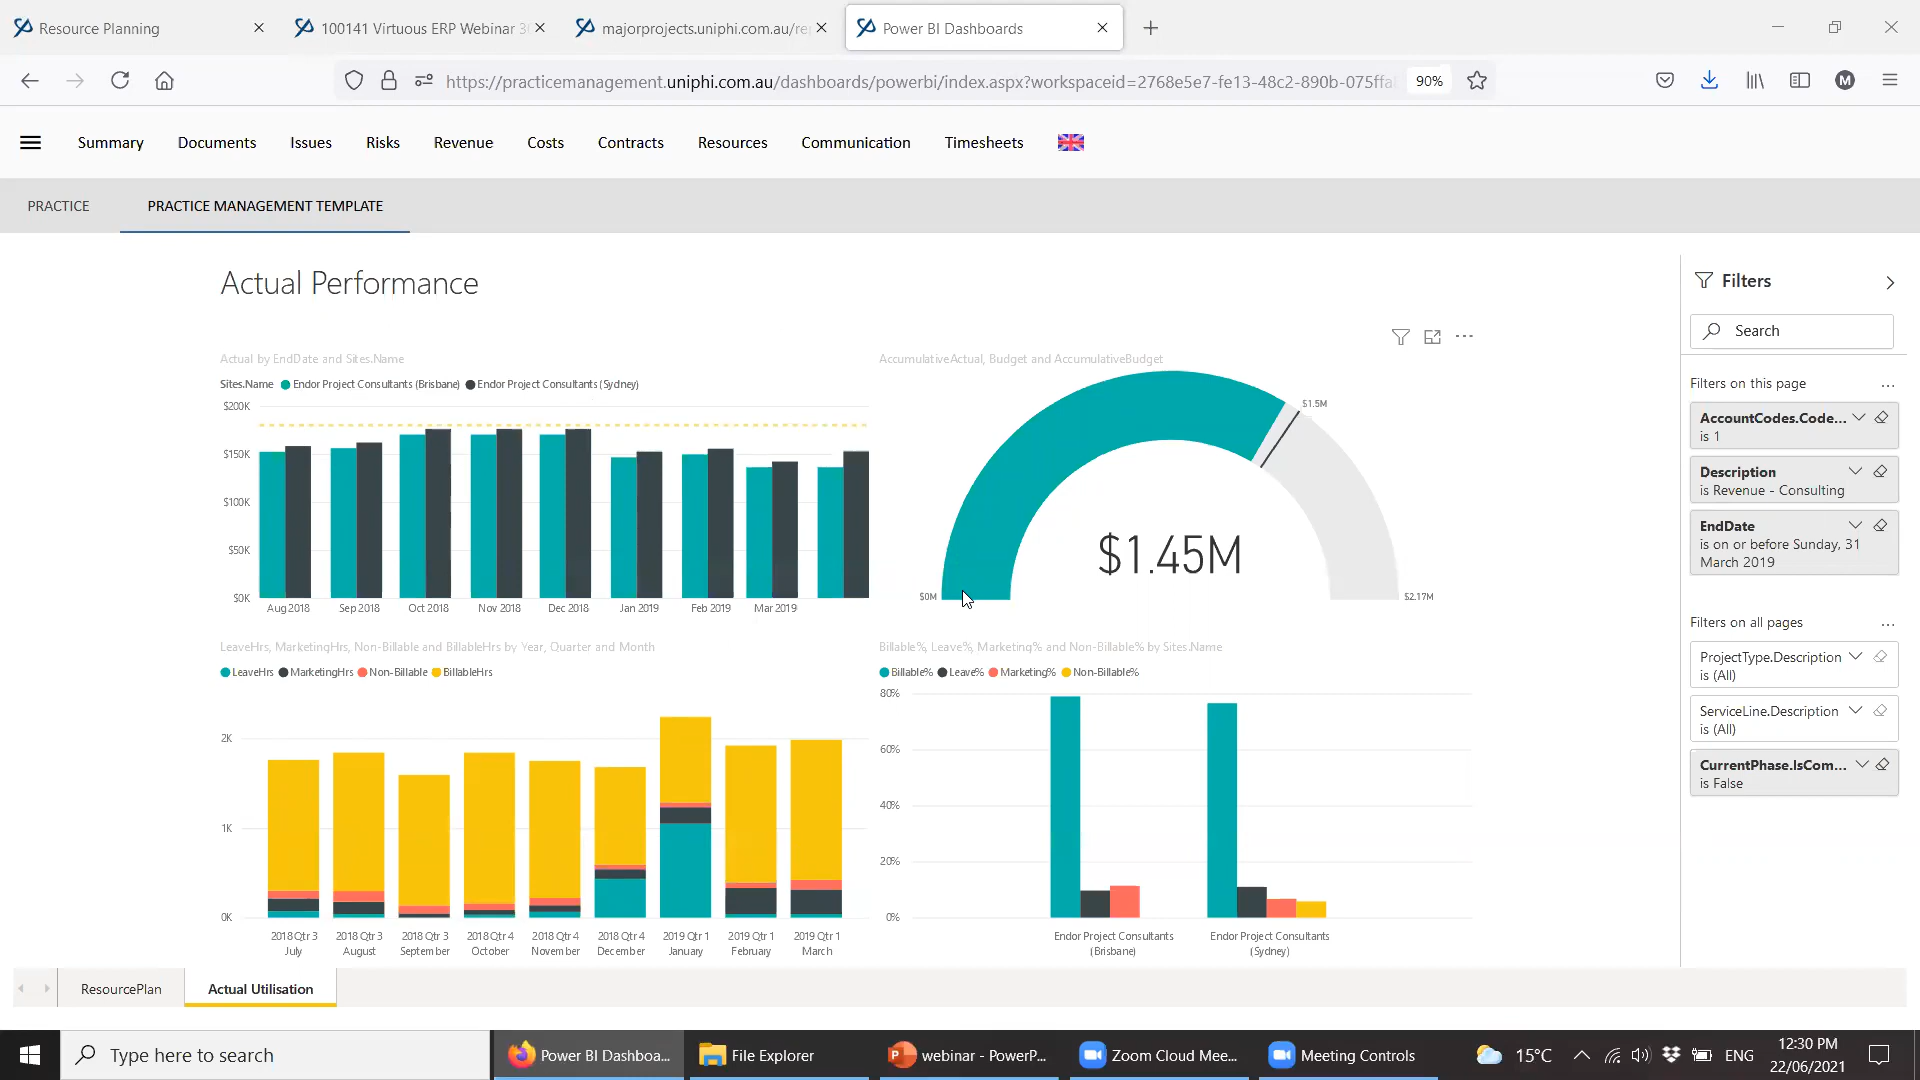 Resource Planning
100141 Virtuous ERP Webinar
majorprojects.uniphi.com.au/re
Power BI Dashboards
https://practicemanagement.uniphi.com.au/dashboards/powerbi/index.aspx?workspaceid=2768e5e7-fe13-48c2-890b-075ffa
90%
M
Summary
Documents
Issues
Risks
Revenue
Costs
Contracts
Resources
Communication
Timesheets
PRACTICE
PRACTICE MANAGEMENT TEMPLATE
Actual Performance
Actual by EndDate and Sites.Name
Sites.Name Endor Project Consultants (Brisbane) Endor Project Consultants (Sydney)
$200K
$150K
$100K
$50K
$0K
Aug 2018 Sep 2018 Oct 2018 Nov 2018 Dec 2018 Jan 2019 Feb 2019 Mar 2019
AccumulativeActual, Budget and AccumulativeBudget
$1.5M
$1.45M
$0M
$2.17M
LeaveHrs, MarketingHrs, Non-Billable and BillableHrs by Year, Quarter and Month
LeaveHrs MarketingHrs Non-Billable BillableHrs
2K
1K
0K
2018 Qtr 3 2018 Qtr 3 2018 Qtr 3 2018 Qtr 4 2018 Qtr 4 2018 Qtr 4 2019 Qtr 1 2019 Qtr 1 2019 Qtr 1
July August September October November December January February March
Billable%, Leave%, Marketing% and Non-Billable% by Sites.Name
Billable% Leave% Marketing% Non-Billable%
80%
60%
40%
20%
0%
Endor Project Consultants Endor Project Consultants
(Brisbane) (Sydney)
Filters
Search
Filters on this page
AccountCodes.Code...
is 1
Description
is Revenue - Consulting
EndDate
is on or before Sunday, 31
March 2019
Filters on all pages
ProjectType.Description
is (All)
ServiceLine.Description
is (All)
CurrentPhase.IsCom...
is False
ResourcePlan
Actual Utilisation
Type here to search
Power BI Dashboa...
File Explorer
webinar - PowerP...
Zoom Cloud Mee...
Meeting Controls
15°C
ENG
12:30 PM
22/06/2021